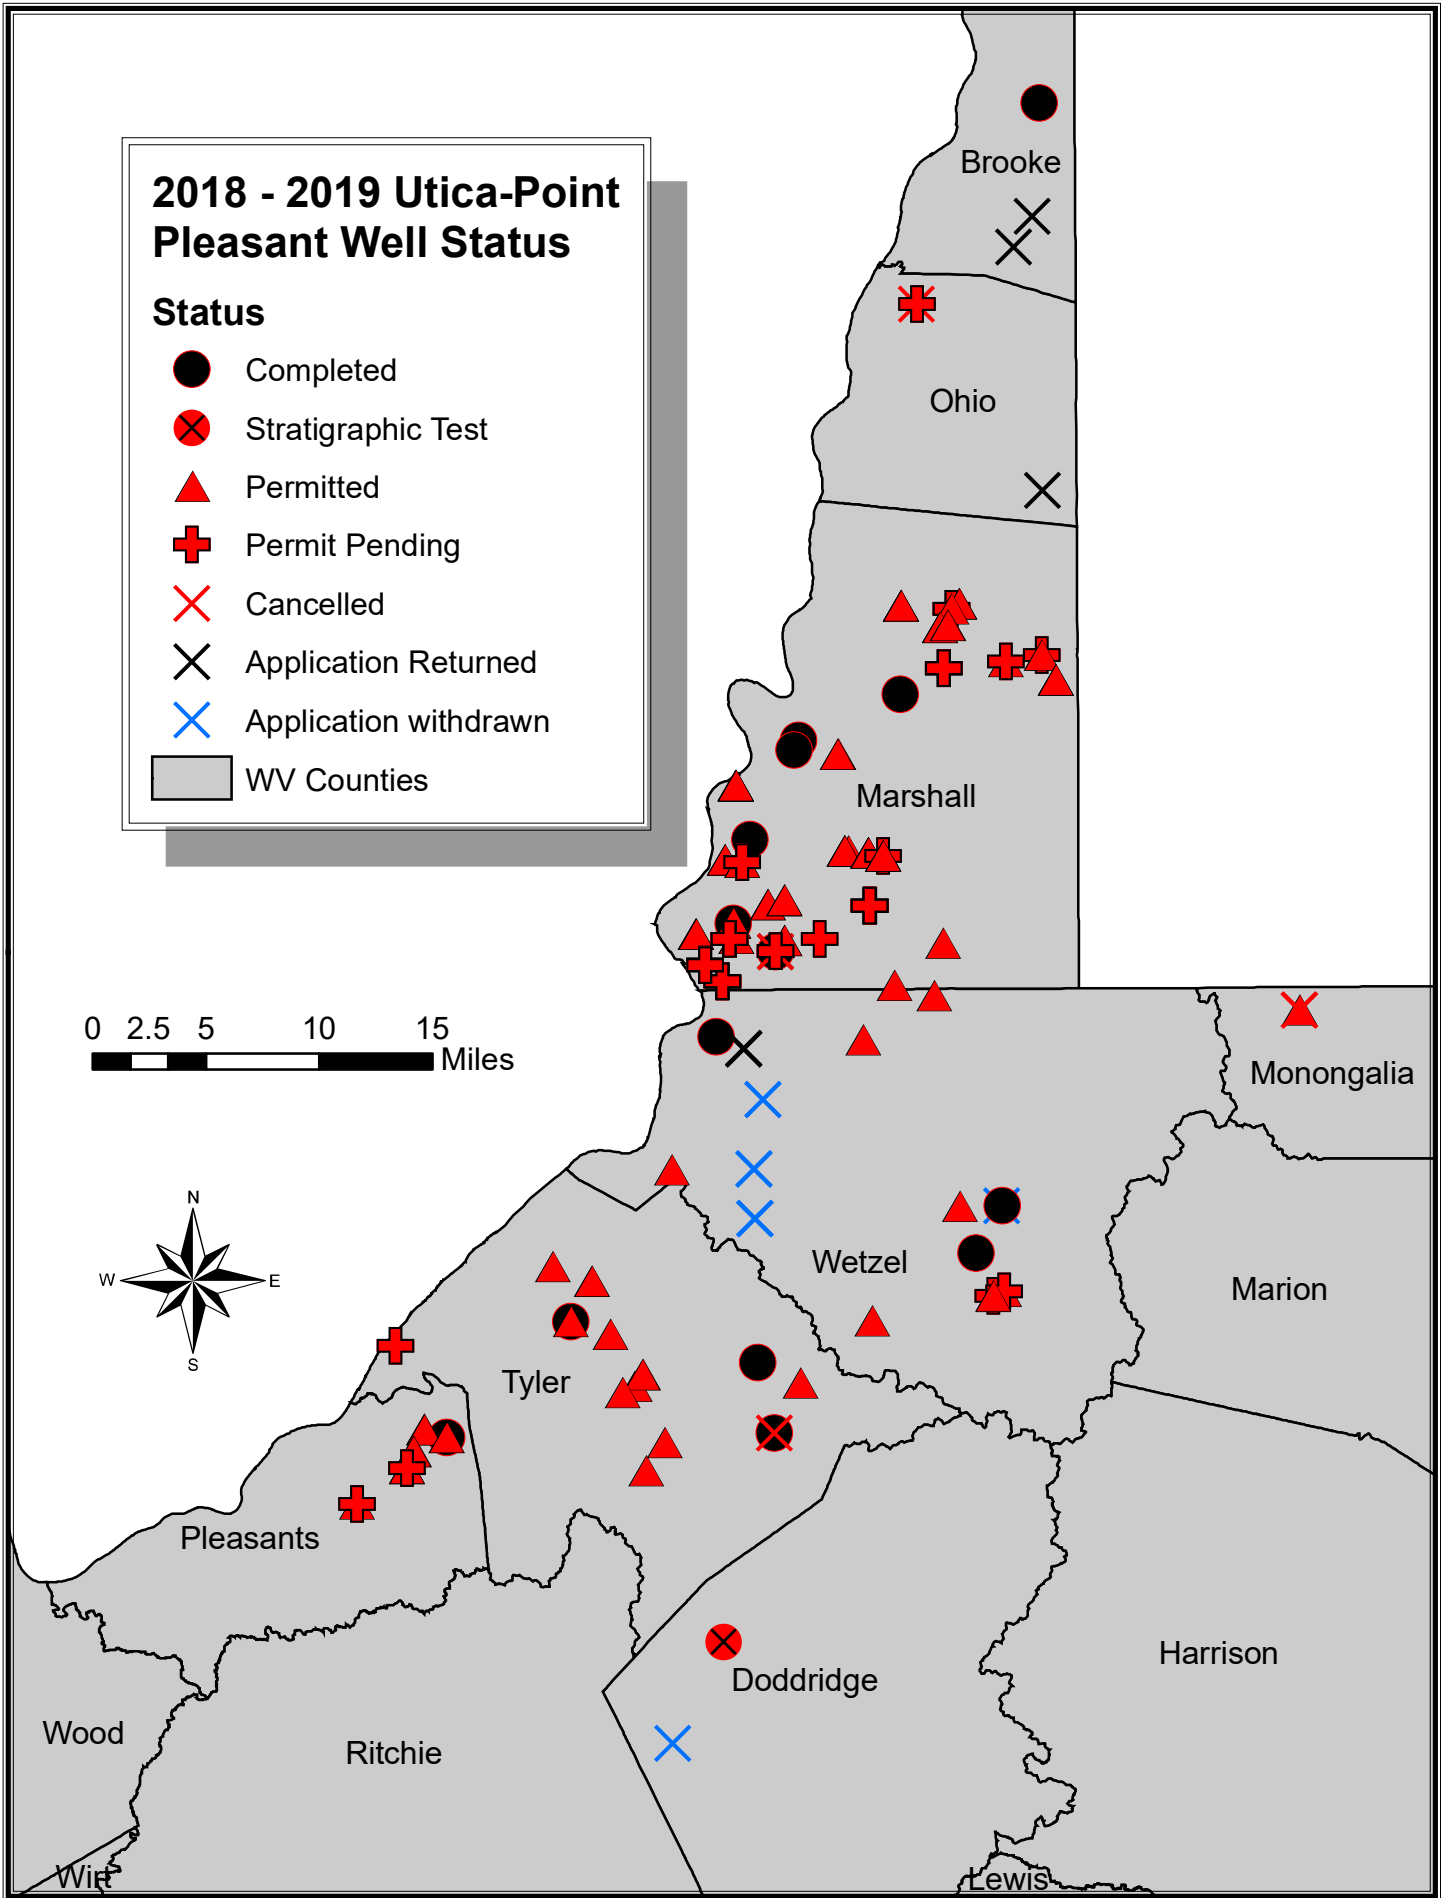 2018 - 2019 Utica-Point
Pleasant Well Status
Status
Completed
Stratigraphic Test
Permitted
Permit Pending
Cancelled
Application Returned
Application withdrawn
WV Counties
Brooke
Ohio
Marshall
0 2.5 5 10 15
Miles
Monongalia
N
W E
S
Wetzel
Marion
Tyler
Pleasants
Harrison
Doddridge
Wood
Ritchie
Wirt
Lewis